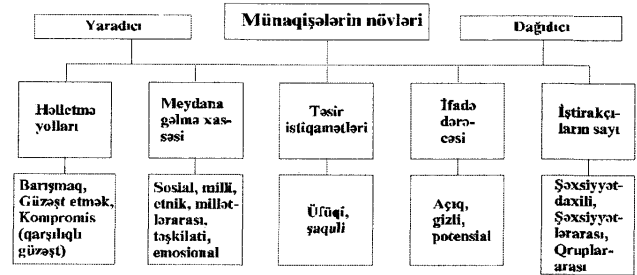 Münaqişələrin növləri
Yaradıcı
Dağıdıcı
Həlletmə
yolları
Meydana
gəlmə xas-
səsi
Təsir
istiqamətləri
İfadə
dərə-
cəsi
İştirakçı-
ların sayı
Barışmaq,
Güzəşt etmək,
Kompromis
(qarşılıqlı
güzəşt)
Sosial, milli,
etnik, millət-
lərarası,
təşkilati,
emosional
Üfüqi,
şaquli
Açıq,
gizli,
potensial
Şəxsiyyət-
daxili,
Şəxsiyyət-
lərarası,
Qruplar-
arası